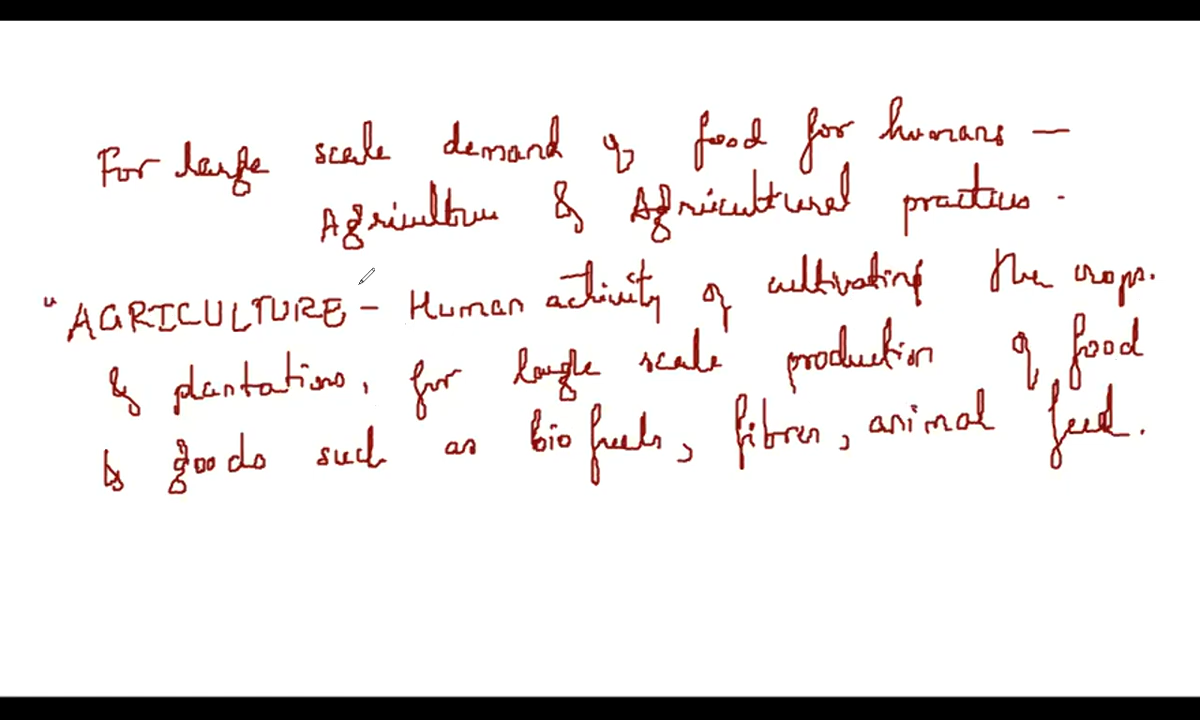 For large scale demand of food for humans —
Agriculture & Agricultural practices.
" AGRICULTURE – Human activity of cultivating the crops.
& plantations, for large scale production of food
& goods such as bio fuels, fibres, animal feed.